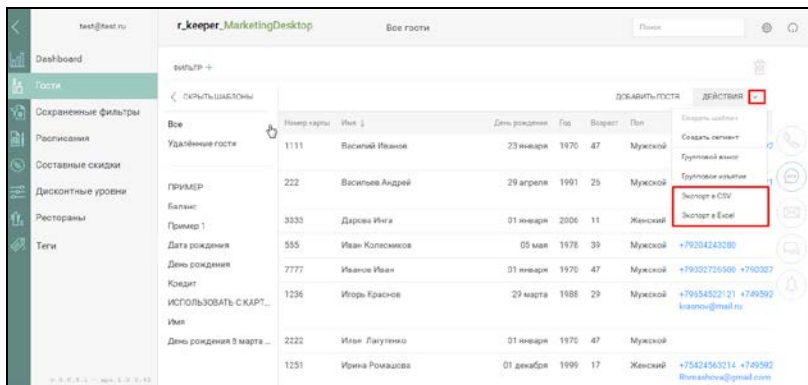 test@test.ru
r_keeper_MarketingDesktop
Все гости
Поиск
Dashboard
Гости
Сохраненные фильтры
Расписания
Составные скидки
Дисконтные уровни
Рестораны
Теги
ФИЛЬТР +
СКРЫТЬ ШАБЛОНЫ
ДОБАВИТЬ ГОСТЯ
ДЕЙСТВИЯ
Все
Удалённые гости
ПРИМЕР
Баланс
Пример 1
Дата рождения
День рождения
Кредит
ИСПОЛЬЗОВАТЬ С КАРТ...
Имя
День рождения 8 марта ...
Создать шаблон
Создать сегмент
Групповой взнос
Групповое изъятие
Экспорт в CSV
Экспорт в Excel
Номер карты Имя ↓ День рождения Год Возраст Пол
1111 Василий Иванов 23 января 1970 47 Мужской
222 Васильев Андрей 29 апреля 1991 25 Мужской
3333 Дарова Инга 01 января 2006 11 Женский
555 Иван Колесников 05 мая 1978 39 Мужской +79204243280
7777 Иванов Иван 01 января 1970 47 Мужской +79032726500 +790327
1236 Игорь Краснов 29 марта 1988 29 Мужской +79654522121 +749592
krasnov@mail.ru
2222 Илья Лагутенко 01 января 1970 47 Мужской
1251 Ирина Ромашова 01 декабря 1999 17 Женский +75424563214 +749592
Romashova@gmail.com